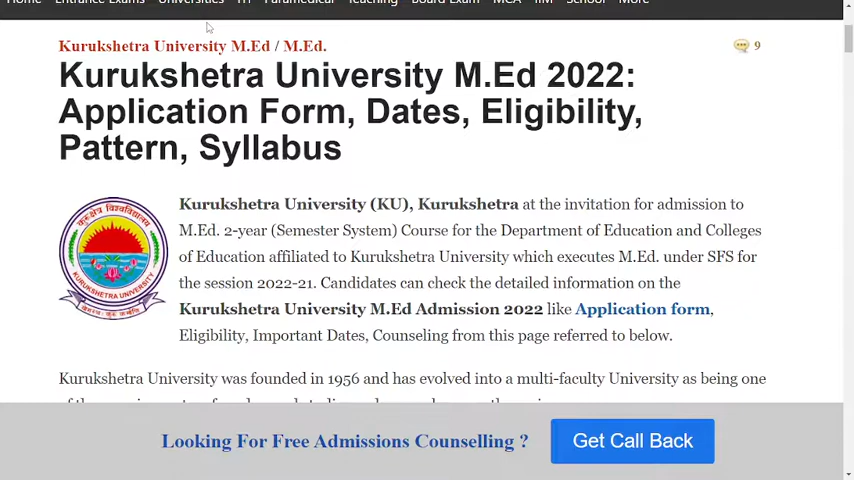 Home Entrance Exams Universities IIT Paramedical Teaching Board Exam MCA IIM School More
Kurukshetra University M.Ed / M.Ed.
9
Kurukshetra University M.Ed 2022:
Application Form, Dates, Eligibility,
Pattern, Syllabus
Kurukshetra University (KU), Kurukshetra at the invitation for admission to
M.Ed. 2-year (Semester System) Course for the Department of Education and Colleges
of Education affiliated to Kurukshetra University which executes M.Ed. under SFS for
the session 2022-21. Candidates can check the detailed information on the
Kurukshetra University M.Ed Admission 2022 like Application form,
Eligibility, Important Dates, Counseling from this page referred to below.
कुरुक्षेत्र विश्वविद्यालय
KURUKSHETRA UNIVERSITY
Kurukshetra University was founded in 1956 and has evolved into a multi-faculty University as being one
Looking For Free Admissions Counselling ?
Get Call Back